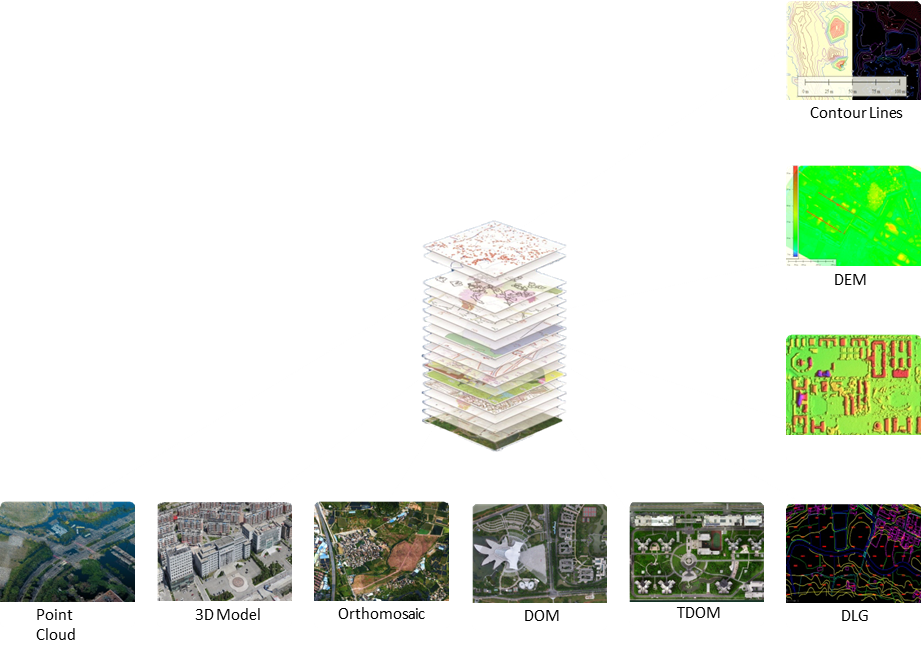 Contour Lines
DEM
Point
Cloud
3D Model
Orthomosaic
DOM
TDOM
DLG